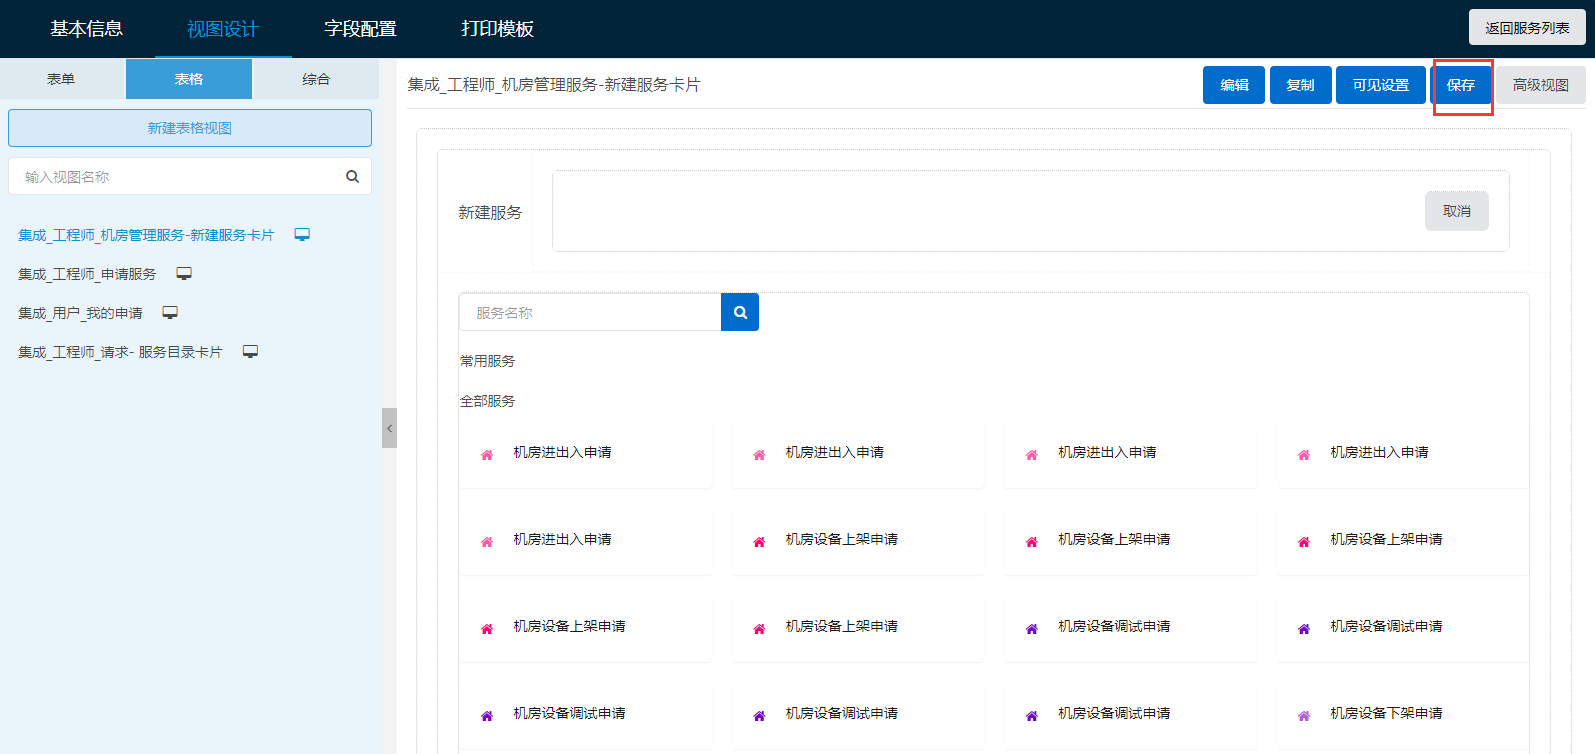 基本信息 视图设计 字段配置 打印模板 返回服务列表
表单 表格 综合
新建表格视图
输入视图名称
集成_工程师_机房管理服务-新建服务卡片
集成_工程师_申请服务
集成_用户_我的申请
集成_工程师_请求- 服务目录卡片
集成_工程师_机房管理服务-新建服务卡片 编辑 复制 可见设置 保存 高级视图
新建服务 取消
服务名称
常用服务
全部服务
机房进出入申请 机房进出入申请 机房进出入申请 机房进出入申请
机房进出入申请 机房设备上架申请 机房设备上架申请 机房设备上架申请
机房设备上架申请 机房设备上架申请 机房设备调试申请 机房设备调试申请
机房设备调试申请 机房设备调试申请 机房设备调试申请 机房设备下架申请